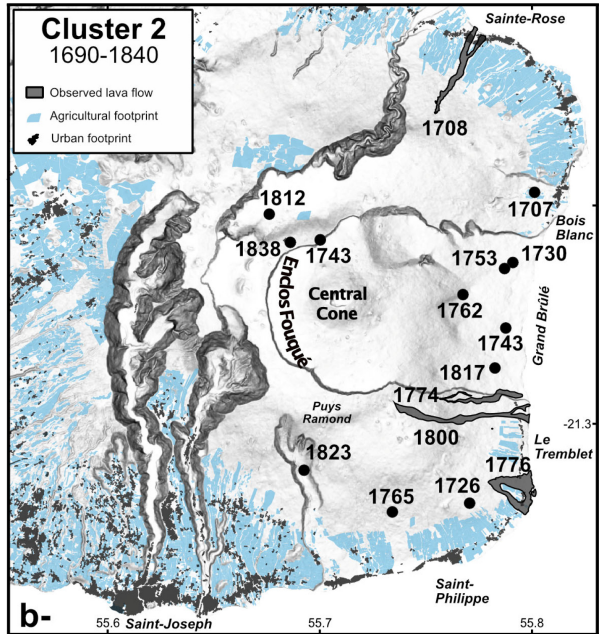 Cluster 2
1690-1840
Observed lava flow
Agricultural footprint
Urban footprint
Sainte-Rose
1708
1812
1707
Bois
Blanc
1838
1743
1753
1730
Enclos Fouqué
Central
Cone
1762
Grand Brûlé
1743
1817
1774
Puys
Ramond
1800
-21.3
Le
Tremblet
1823
1776
1765
1726
Saint-
Philippe
b-
55.6
Saint-Joseph
55.7
55.8